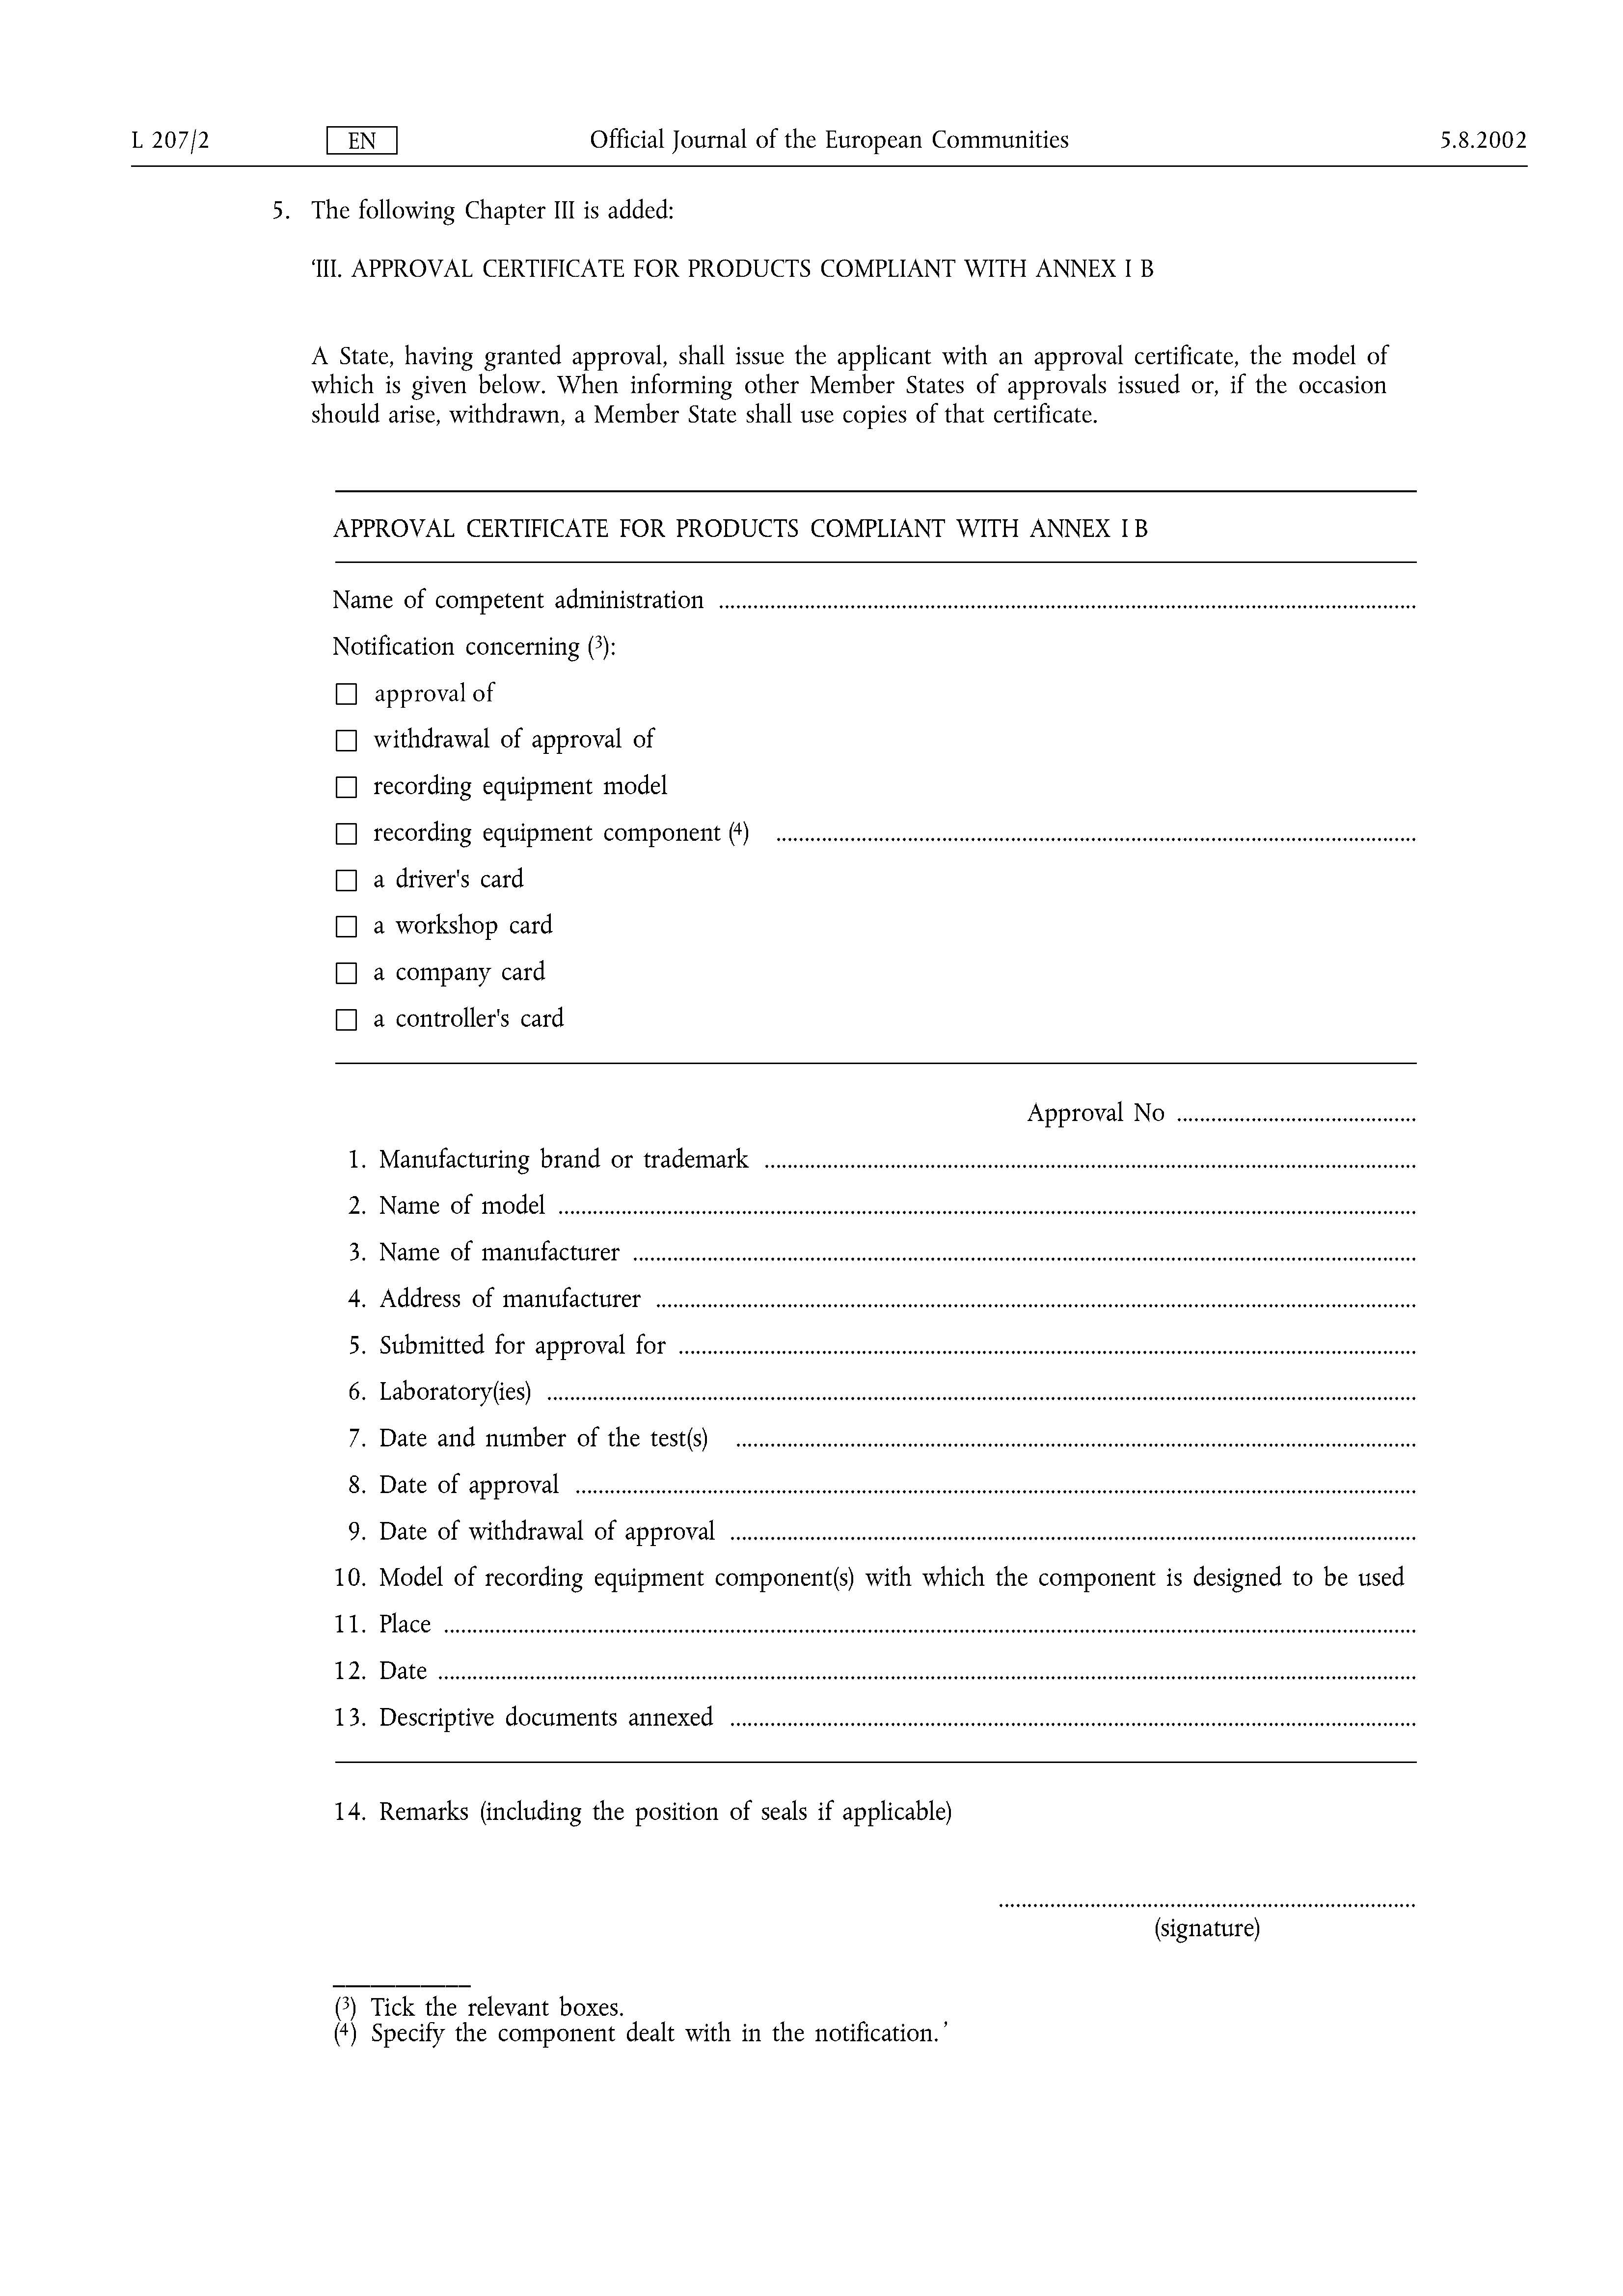 L 207/2 EN Official Journal of the European Communities 5.8.2002
5. The following Chapter III is added:
‘III. APPROVAL CERTIFICATE FOR PRODUCTS COMPLIANT WITH ANNEX I B
A State, having granted approval, shall issue the applicant with an approval certificate, the model of
which is given below. When informing other Member States of approvals issued or, if the occasion
should arise, withdrawn, a Member State shall use copies of that certificate.
APPROVAL CERTIFICATE FOR PRODUCTS COMPLIANT WITH ANNEX I B
Name of competent administration
Notification concerning (³):
☐ approval of
☐ withdrawal of approval of
☐ recording equipment model
☐ recording equipment component (⁴)
☐ a driver's card
☐ a workshop card
☐ a company card
☐ a controller's card
Approval No
1. Manufacturing brand or trademark
2. Name of model
3. Name of manufacturer
4. Address of manufacturer
5. Submitted for approval for
6. Laboratory(ies)
7. Date and number of the test(s)
8. Date of approval
9. Date of withdrawal of approval
10. Model of recording equipment component(s) with which the component is designed to be used
11. Place
12. Date
13. Descriptive documents annexed
14. Remarks (including the position of seals if applicable)
(signature)
(³) Tick the relevant boxes.
(⁴) Specify the component dealt with in the notification.’